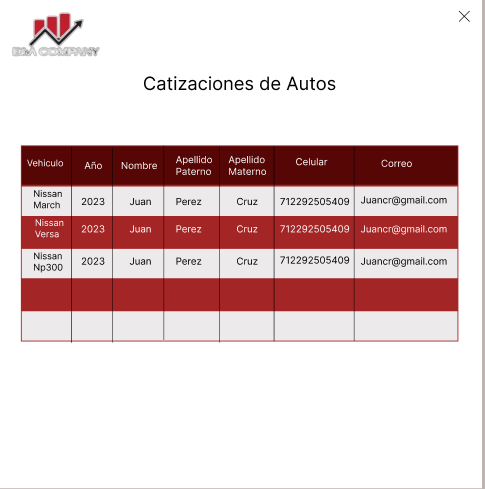 Catizaciones de Autos
Vehiculo Año Nombre Apellido Paterno Apellido Materno Celular Correo
Nissan March 2023 Juan Perez Cruz 712292505409 Juancr@gmail.com
Nissan Versa 2023 Juan Perez Cruz 712292505409 Juancr@gmail.com
Nissan Np300 2023 Juan Perez Cruz 712292505409 Juancr@gmail.com